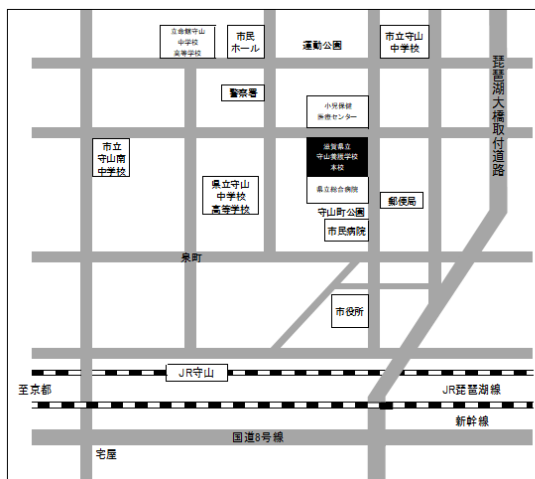 立命館守山
中学校
高等学校
市民
ホール
運動公園
市立守山
中学校
琵琶湖大橋取付道路
警察署
小児保健
医療センター
市立
守山南
中学校
滋賀県立
守山養護学校
本校
県立守山
中学校
高等学校
県立総合病院
郵便局
守山町公園
市民病院
泉町
市役所
JR守山
至京都
JR琵琶湖線
新幹線
国道8号線
宅屋